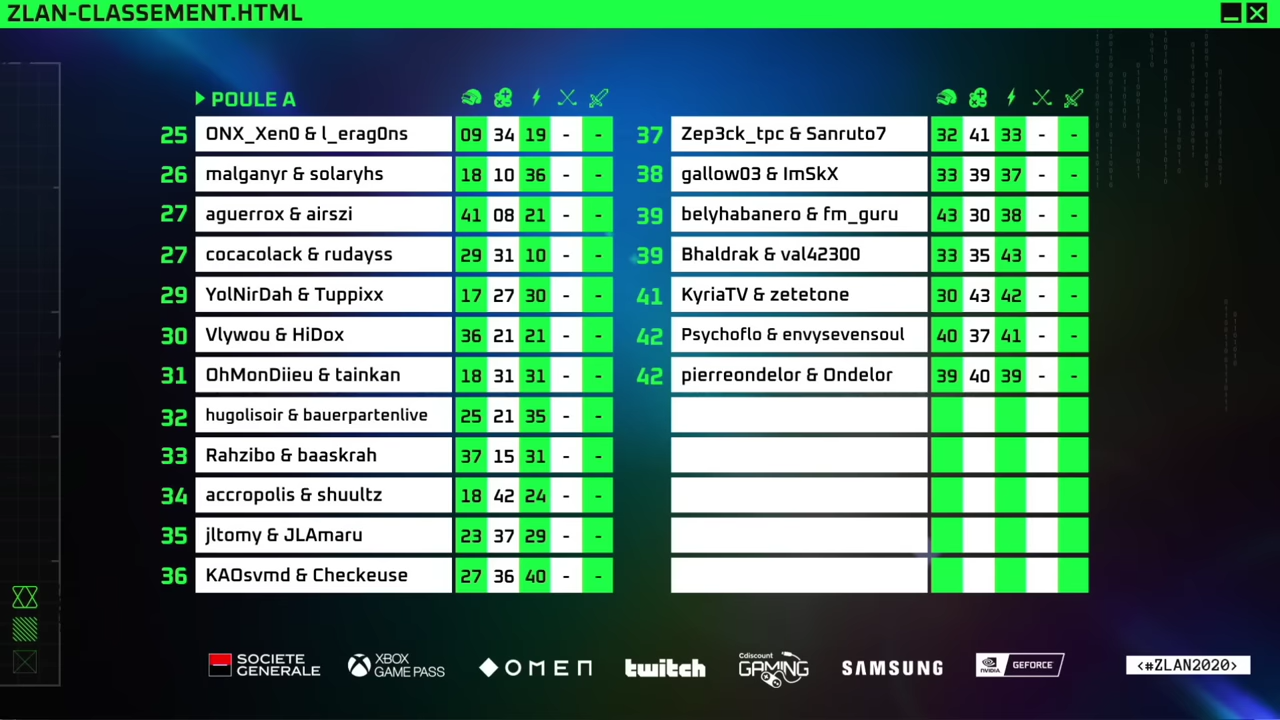 ZLAN-CLASSEMENT.HTML
POULE A
25 ONX_Xen0 & l_erag0ns 09 34 19 - -
26 malganyr & solaryhs 18 10 36 - -
27 aguerrox & airszi 41 08 21 - -
27 cocacolack & rudayss 29 31 10 - -
29 YolNirDah & Tuppixx 17 27 30 - -
30 Vlywou & HiDox 36 21 21 - -
31 OhMonDiieu & tainkan 18 31 31 - -
32 hugolisoir & bauerpartenlive 25 21 35 - -
33 Rahzibo & baaskrah 37 15 31 - -
34 accropolis & shuultz 18 42 24 - -
35 jltomy & JLAmaru 23 37 29 - -
36 KAOsvmd & Checkeuse 27 36 40 - -
37 Zep3ck_tpc & Sanruto7 32 41 33 - -
38 gallow03 & ImSkX 33 39 37 - -
39 belyhabanero & fm_guru 43 30 38 - -
39 Bhaldrak & val42300 33 35 43 - -
41 KyriaTV & zetetone 30 43 42 - -
42 Psychoflo & envysevensoul 40 37 41 - -
42 pierreondelor & Ondelor 39 40 39 - -
SOCIETE GENERALE
XBOX GAME PASS
OMEN
twitch
Cdiscount GAMING
SAMSUNG
NVIDIA GEFORCE
<#ZLAN2020>